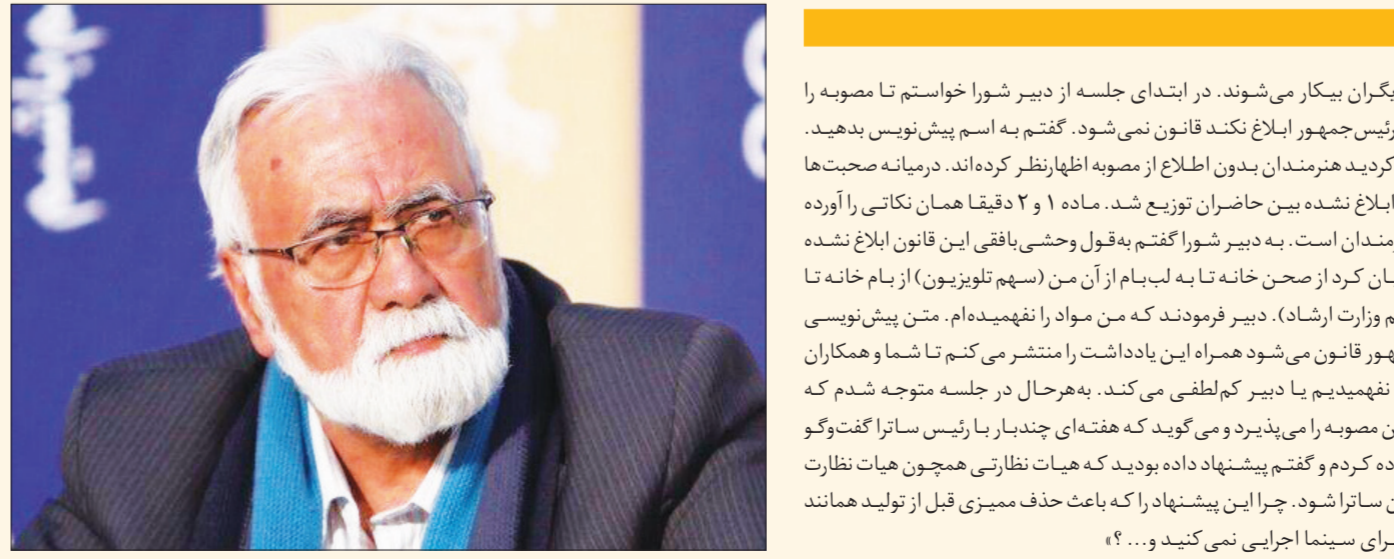 بگران بیکار می‌شوند. در ابتدای جلسه از دبیر شورا خواستم تا مصوبه را
رئیس‌جمهور ابلاغ نکند قانون نمی‌شود. گفتم به اسم پیش‌نویس بدهید.
کردید هنرمندان بدون اطلاع از مصوبه اظهارنظر کرده‌اند. درمیانه صحبت‌ها
ابلاغ نشده بین حاضران توزیع شد. ماده ۱ و ۲ دقیقا همان نکاتی را آورده
مندان است. به دبیر شورا گفتم به‌قول وحشی‌بافقی این قانون ابلاغ نشده
ـان کرد از صحن خانه تا به لب‌بام از آن من (سهم تلویزیون) از بام خانه تا
م وزارت ارشاد). دبیر فرمودند که من مواد را نفهمیده‌ام. متن پیش‌نویسی
هور قانون می‌شود همراه این یادداشت را منتشر می کنم تا شما و همکاران
نفهمیدیم یا دبیر کم‌لطفی می‌کند. به‌هرحال در جلسه متوجه شدم که
ن مصوبه را می‌پذیرد و می گوید که هفته‌ای چندبار با رئیس ساترا گفت‌وگو
ده کردم و گفتم پیشنهاد داده بودید که هیات نظارتی همچون هیات نظارت
ن ساترا شود. چرا این پیشنهاد را که باعث حذف ممیزی قبل از تولید همانند
ـرای سینما اجرایی نمی‌کنید و... ؟»